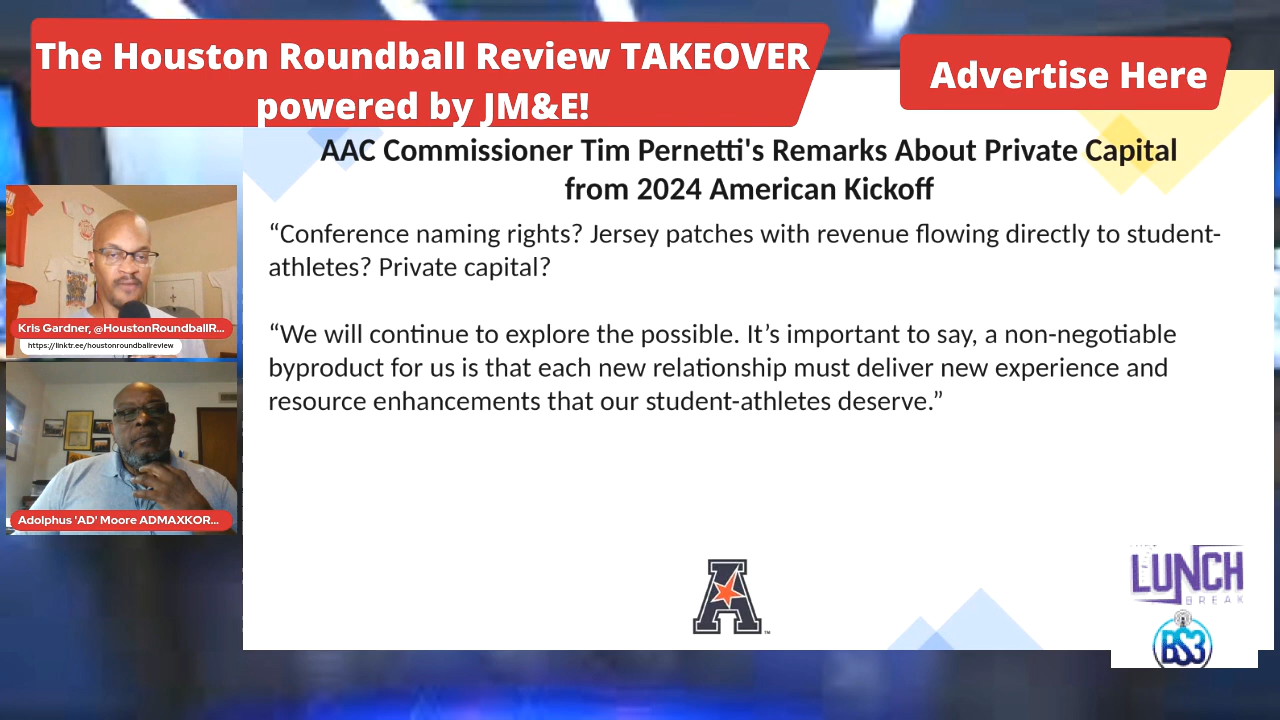 The Houston Roundball Review TAKEOVER
powered by JM&E!
Advertise Here
AAC Commissioner Tim Pernetti's Remarks About Private Capital
from 2024 American Kickoff
“Conference naming rights? Jersey patches with revenue flowing directly to student-
athletes? Private capital?
“We will continue to explore the possible. It’s important to say, a non-negotiable
byproduct for us is that each new relationship must deliver new experience and
resource enhancements that our student-athletes deserve.”
Kris Gardner, @HoustonRoundballR...
https://linktr.ee/houstonroundballreview
Adolphus 'AD' Moore ADMAXKOR...
A
TM
LUNCH
BREAK
BS3